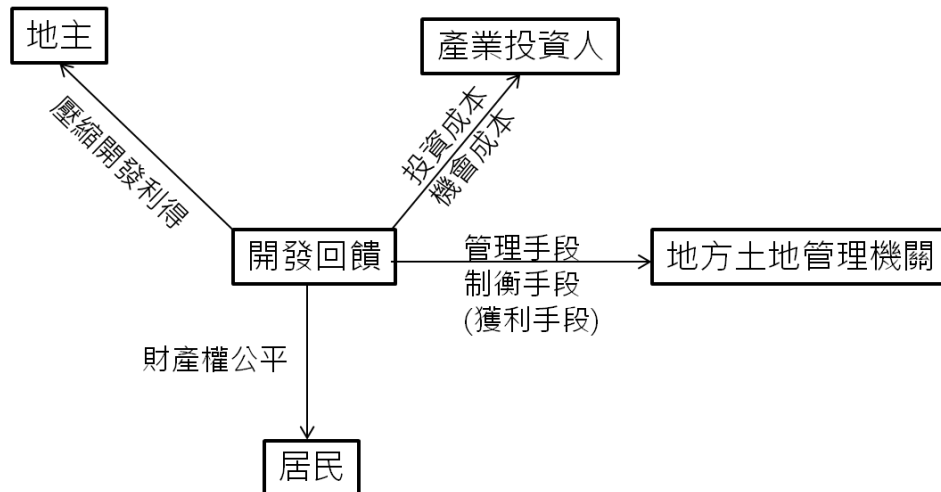 地主
產業投資人
壓縮開發利得
投資成本
機會成本
開發回饋
管理手段
制衡手段
(獲利手段)
地方土地管理機關
財產權公平
居民